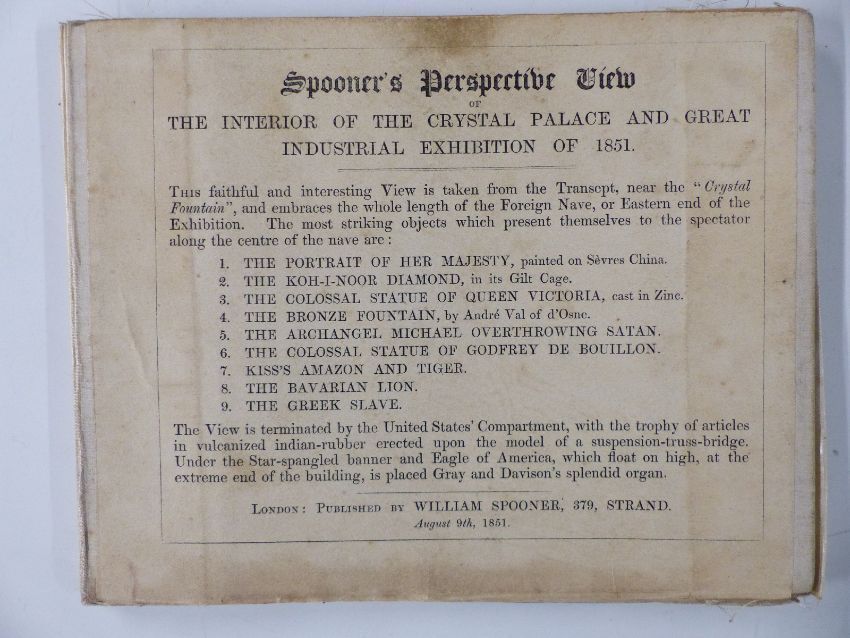 Spooner's Perspective View
OF
THE INTERIOR OF THE CRYSTAL PALACE AND GREAT
INDUSTRIAL EXHIBITION OF 1851.
This faithful and interesting View is taken from the Transept, near the "Crystal
Fountain", and embraces the whole length of the Foreign Nave, or Eastern end of the
Exhibition. The most striking objects which present themselves to the spectator
along the centre of the nave are:
1. THE PORTRAIT OF HER MAJESTY, painted on Sèvres China.
2. THE KOH-I-NOOR DIAMOND, in its Gilt Cage.
3. THE COLOSSAL STATUE OF QUEEN VICTORIA, cast in Zinc.
4. THE BRONZE FOUNTAIN, by André Val of d'Osne.
5. THE ARCHANGEL MICHAEL OVERTHROWING SATAN.
6. THE COLOSSAL STATUE OF GODFREY DE BOUILLON.
7. KISS'S AMAZON AND TIGER.
8. THE BAVARIAN LION.
9. THE GREEK SLAVE.
The View is terminated by the United States' Compartment, with the trophy of articles
in vulcanized indian-rubber erected upon the model of a suspension-truss-bridge.
Under the Star-spangled banner and Eagle of America, which float on high, at the
extreme end of the building, is placed Gray and Davison's splendid organ.
London: Published by WILLIAM SPOONER, 379, STRAND.
August 9th, 1851.